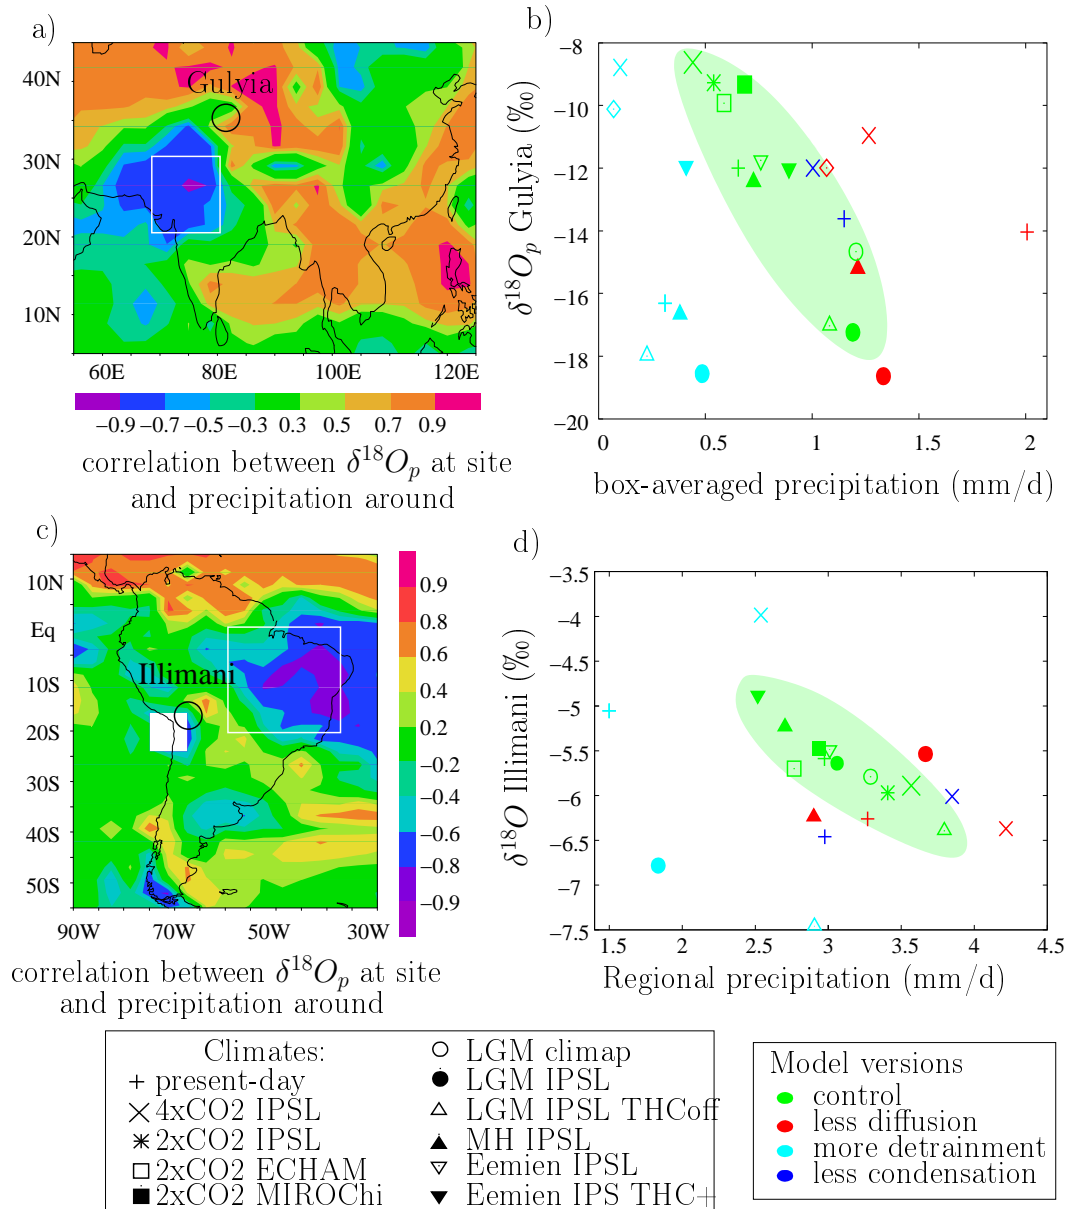 a)
40N
30N
20N
10N
Gulyia
60E 80E 100E 120E
−0.9 −0.7 −0.5 −0.3 0.3 0.5 0.7 0.9
correlation between δ¹⁸Oₚ at site
and precipitation around
b)
δ¹⁸Oₚ Gulyia (‰)
−8
−10
−12
−14
−16
−18
−20
0 0.5 1 1.5 2
box-averaged precipitation (mm/d)
c)
10N
Eq
10S
20S
30S
40S
50S
Illimani
90W 70W 50W 30W
0.9
0.8
0.6
0.4
0.2
−0.2
−0.4
−0.6
−0.8
−0.9
correlation between δ¹⁸Oₚ at site
and precipitation around
d)
δ¹⁸O Illimani (‰)
−3.5
−4
−4.5
−5
−5.5
−6
−6.5
−7
−7.5
1.5 2 2.5 3 3.5 4 4.5
Regional precipitation (mm/d)
Climates:
present-day
4xCO2 IPSL
2xCO2 IPSL
2xCO2 ECHAM
2xCO2 MIROChi
LGM climap
LGM IPSL
LGM IPSL THCoff
MH IPSL
Eemien IPSL
Eemien IPS THC+
Model versions
control
less diffusion
more detrainment
less condensation